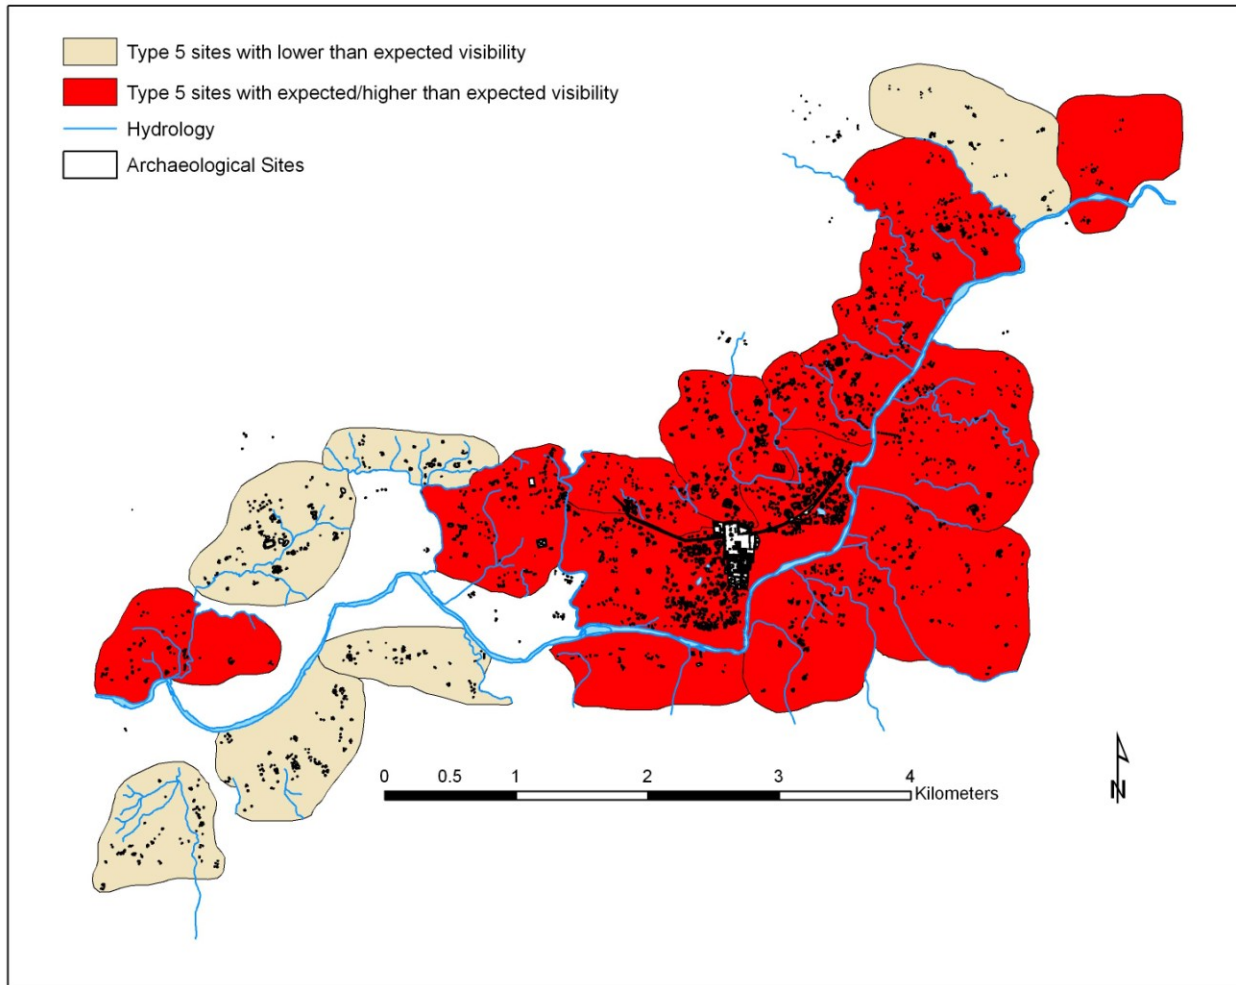 Type 5 sites with lower than expected visibility
Type 5 sites with expected/higher than expected visibility
Hydrology
Archaeological Sites
0 0.5 1 2 3 4
Kilometers
N